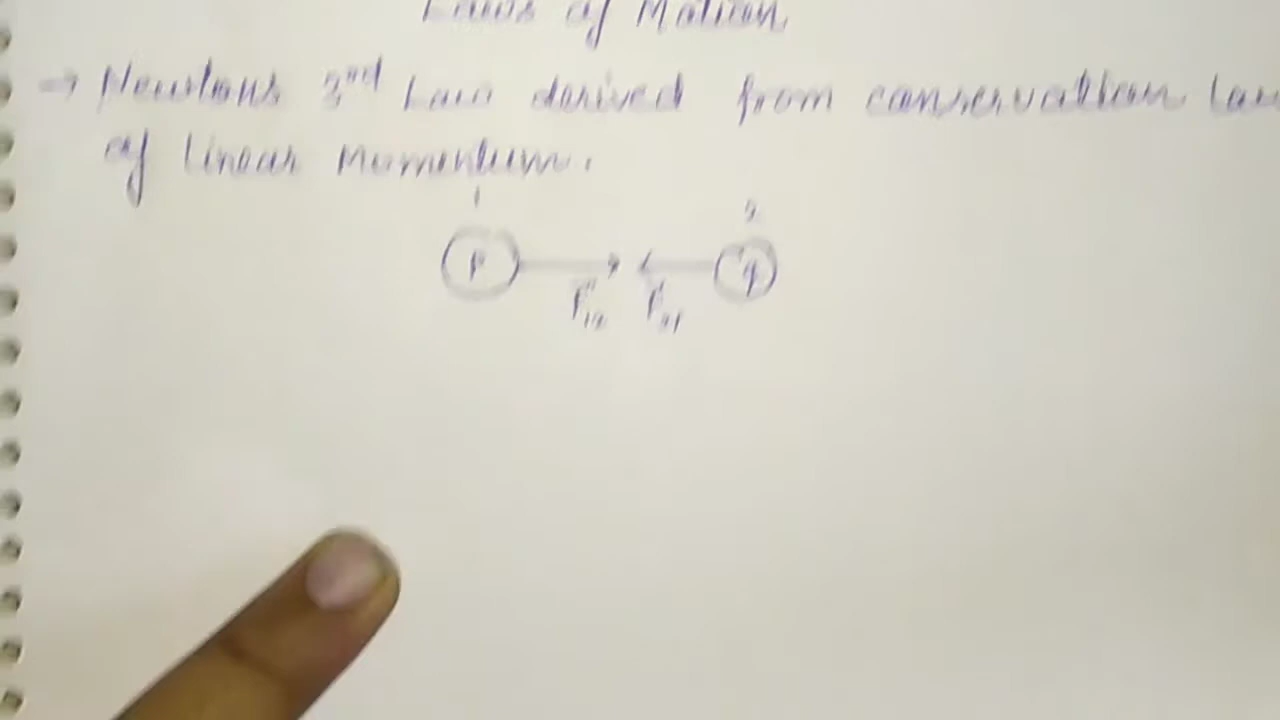 Laws of Motion
→ Newtons 3rd Law derived from conservation Law
of linear Momentum.
1 2
P q
F12 F21